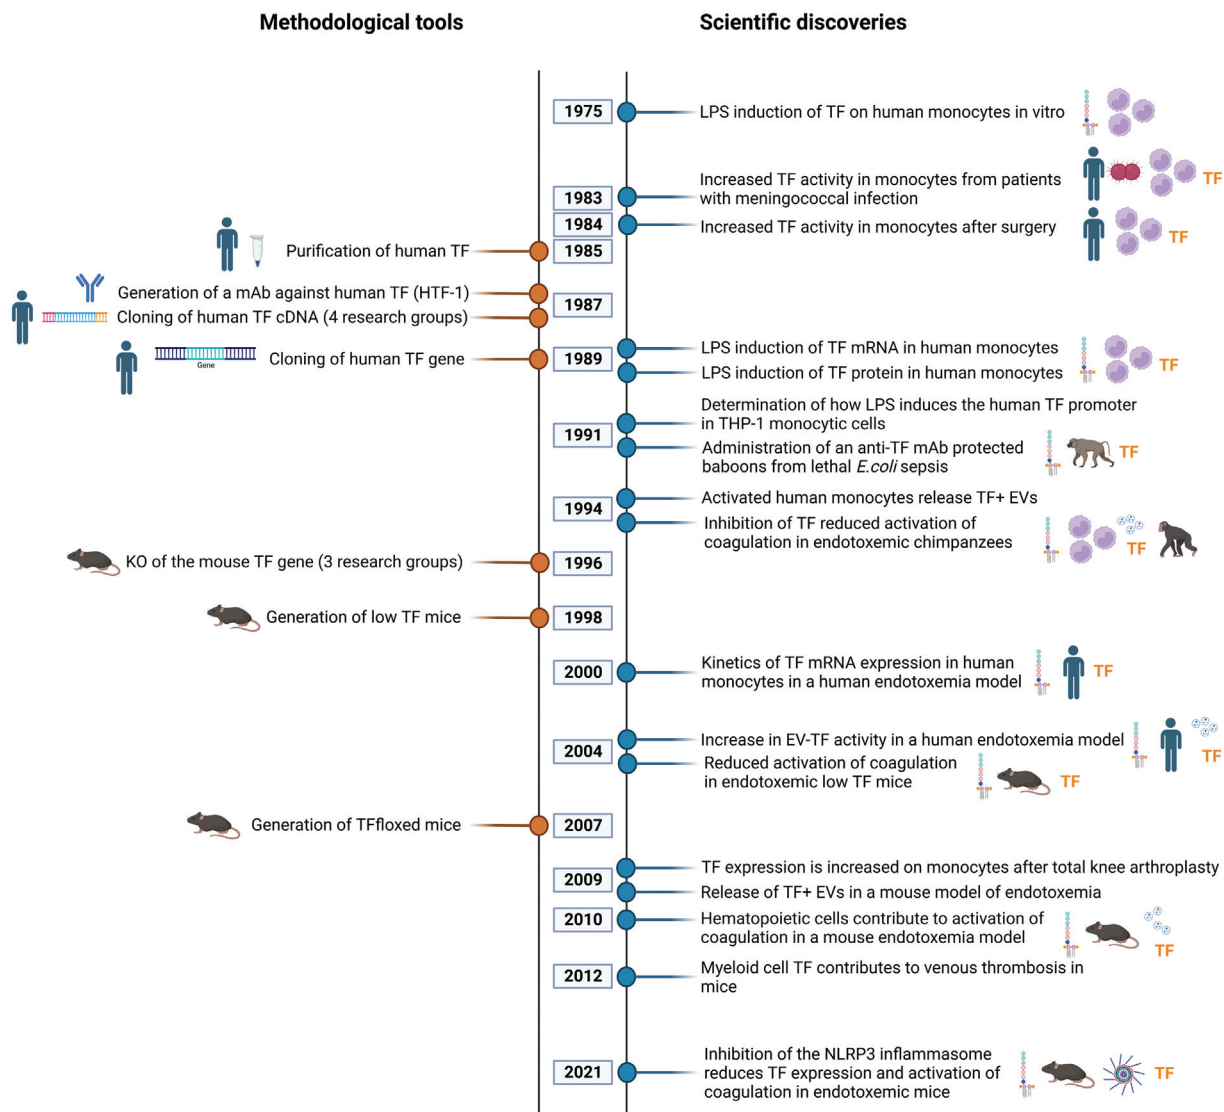 Methodological tools
Scientific discoveries
1975
LPS induction of TF on human monocytes in vitro
Increased TF activity in monocytes from patients
with meningococcal infection
TF
1983
1984
Increased TF activity in monocytes after surgery
TF
Purification of human TF
1985
Generation of a mAb against human TF (HTF-1)
Cloning of human TF cDNA (4 research groups)
1987
Gene
Cloning of human TF gene
1989
LPS induction of TF mRNA in human monocytes
LPS induction of TF protein in human monocytes
TF
1991
Determination of how LPS induces the human TF promoter
in THP-1 monocytic cells
Administration of an anti-TF mAb protected
baboons from lethal E.coli sepsis
TF
1994
Activated human monocytes release TF+ EVs
Inhibition of TF reduced activation of
coagulation in endotoxemic chimpanzees
TF
KO of the mouse TF gene (3 research groups)
1996
Generation of low TF mice
1998
2000
Kinetics of TF mRNA expression in human
monocytes in a human endotoxemia model
TF
2004
Increase in EV-TF activity in a human endotoxemia model
TF
Reduced activation of coagulation
in endotoxemic low TF mice
TF
Generation of TFfloxed mice
2007
2009
TF expression is increased on monocytes after total knee arthroplasty
Release of TF+ EVs in a mouse model of endotoxemia
2010
Hematopoietic cells contribute to activation of
coagulation in a mouse endotoxemia model
TF
2012
Myeloid cell TF contributes to venous thrombosis in
mice
2021
Inhibition of the NLRP3 inflammasome
reduces TF expression and activation of
coagulation in endotoxemic mice
TF